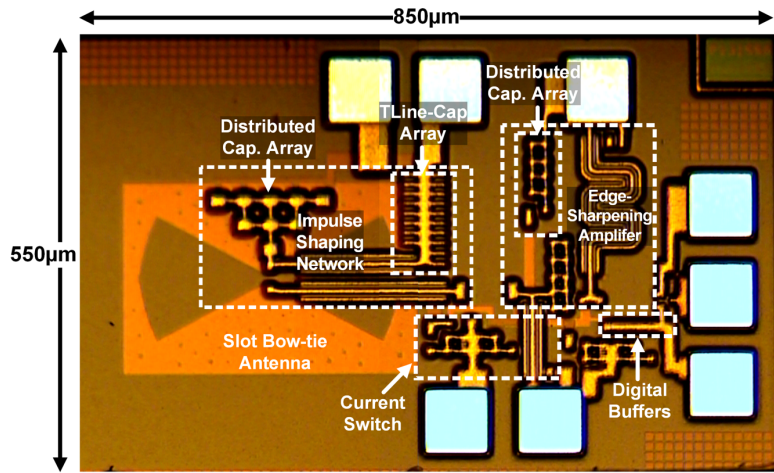 850µm
550µm
Distributed
Cap. Array
TLine-Cap
Array
Distributed
Cap. Array
Impulse
Shaping
Network
Edge-
Sharpening
Amplifer
Slot Bow-tie
Antenna
Current
Switch
Digital
Buffers